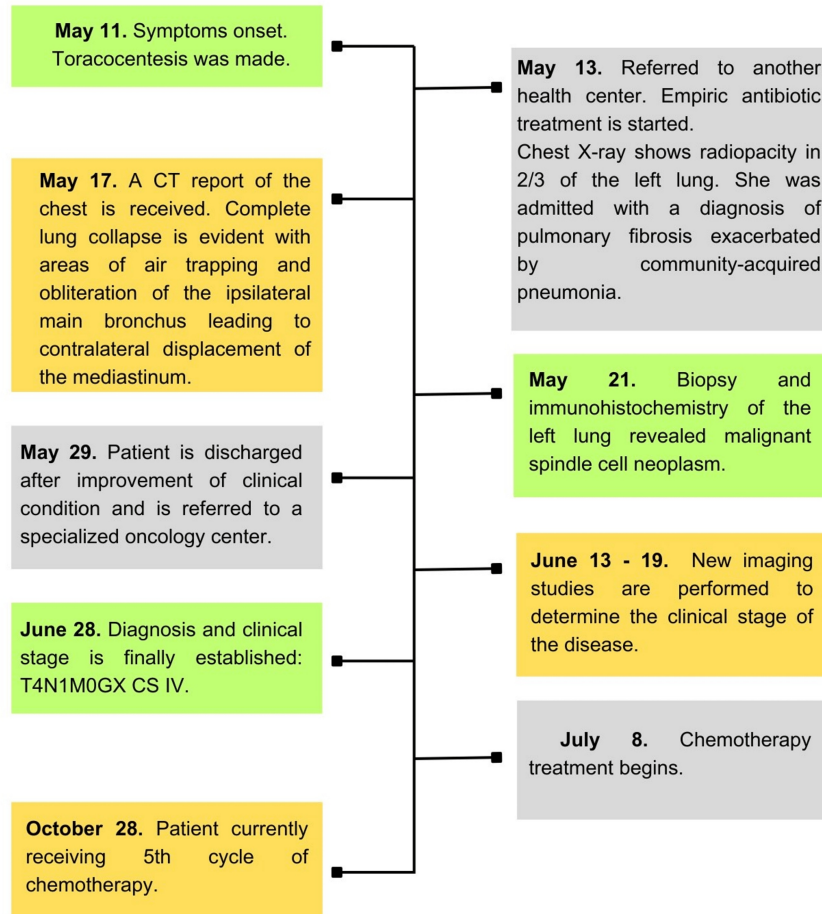 May 11. Symptoms onset.
Toracocentesis was made.
May 13. Referred to another
health center. Empiric antibiotic
treatment is started.
Chest X-ray shows radiopacity in
2/3 of the left lung. She was
admitted with a diagnosis of
pulmonary fibrosis exacerbated
by community-acquired
pneumonia.
May 17. A CT report of the
chest is received. Complete
lung collapse is evident with
areas of air trapping and
obliteration of the ipsilateral
main bronchus leading to
contralateral displacement of
the mediastinum.
May 21. Biopsy and
immunohistochemistry of the
left lung revealed malignant
spindle cell neoplasm.
May 29. Patient is discharged
after improvement of clinical
condition and is referred to a
specialized oncology center.
June 13 - 19. New imaging
studies are performed to
determine the clinical stage of
the disease.
June 28. Diagnosis and clinical
stage is finally established:
T4N1M0GX CS IV.
July 8. Chemotherapy
treatment begins.
October 28. Patient currently
receiving 5th cycle of
chemotherapy.